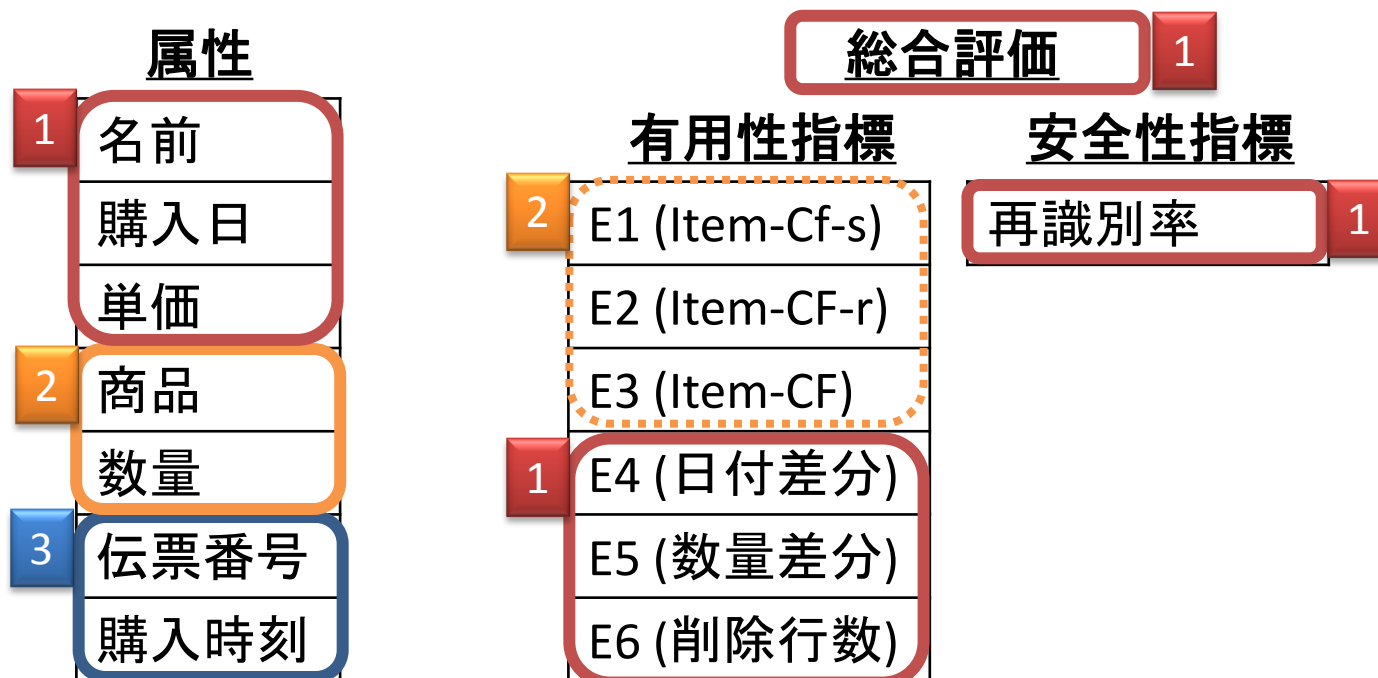 属性
1
名前
購入日
単価
2
商品
数量
3
伝票番号
購入時刻
総合評価 1
有用性指標
2
E1 (Item-Cf-s)
E2 (Item-CF-r)
E3 (Item-CF)
1
E4 (日付差分)
E5 (数量差分)
E6 (削除行数)
安全性指標
再識別率 1